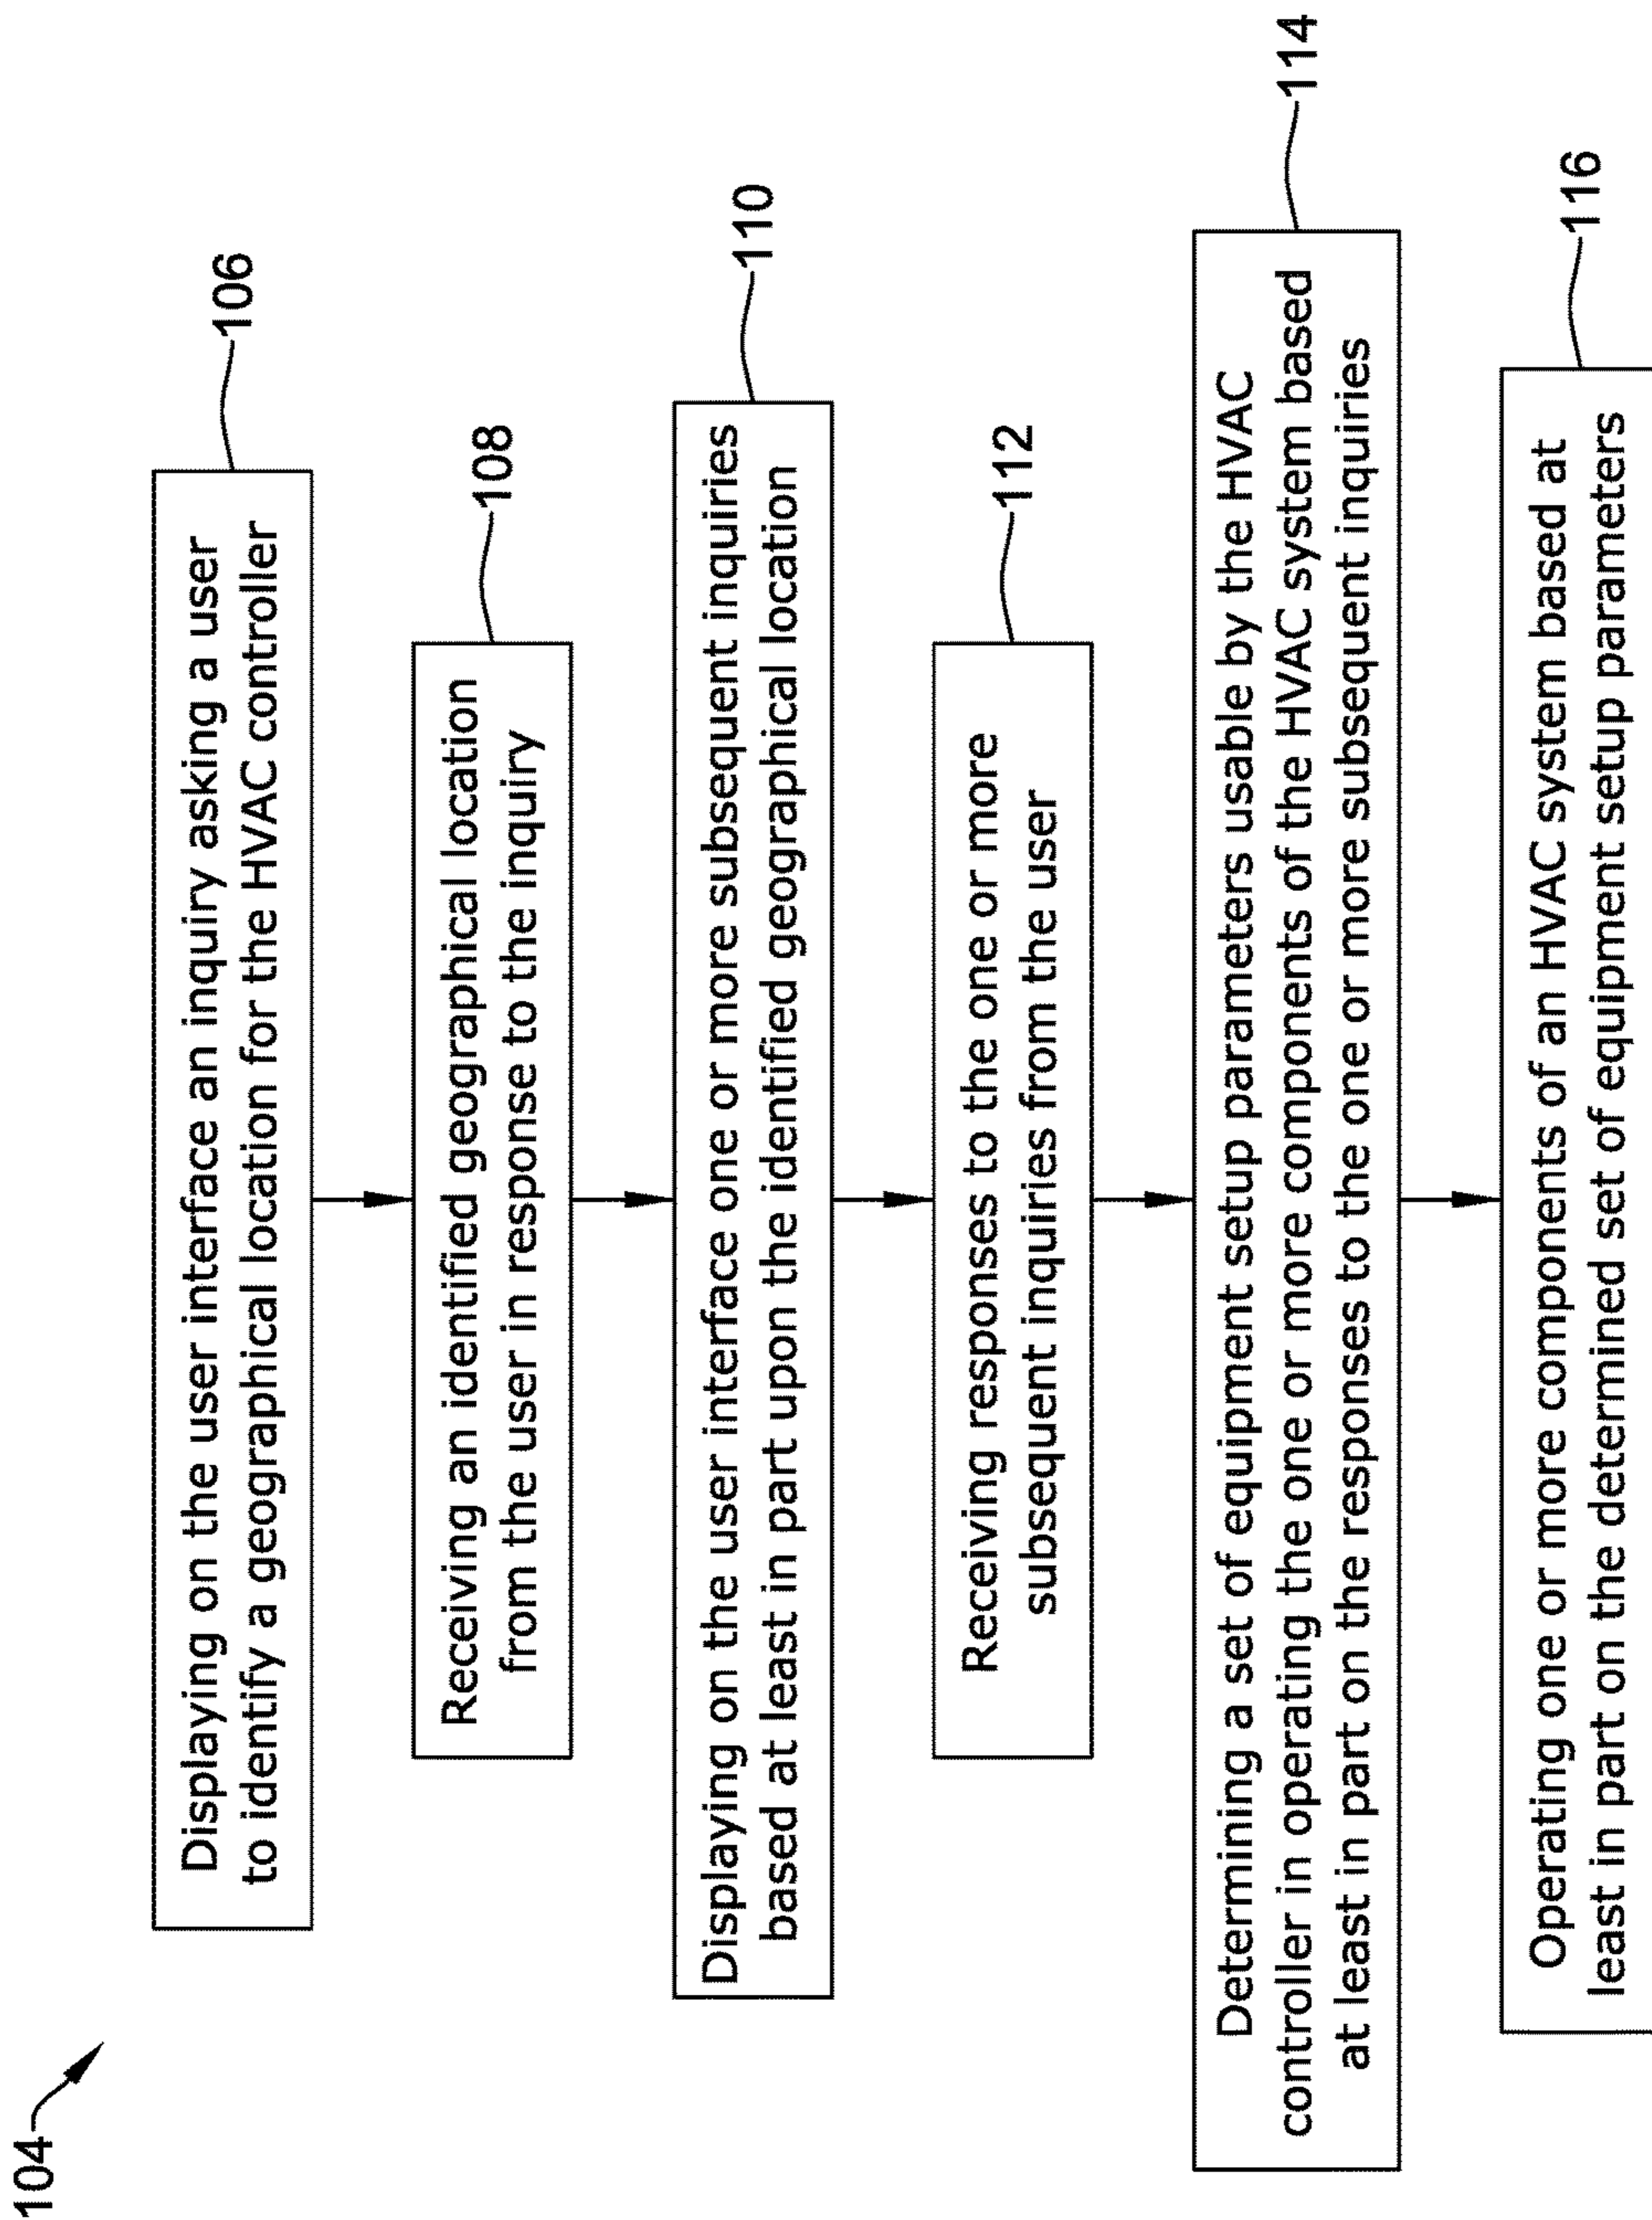 104
Displaying on the user interface an inquiry asking a user
to identify a geographical location for the HVAC controller
106
Receiving an identified geographical location
from the user in response to the inquiry
108
Displaying on the user interface one or more subsequent inquiries
based at least in part upon the identified geographical location
110
Receiving responses to the one or more
subsequent inquiries from the user
112
Determining a set of equipment setup parameters usable by the HVAC
controller in operating the one or more components of the HVAC system based
at least in part on the responses to the one or more subsequent inquiries
114
Operating one or more components of an HVAC system based at
least in part on the determined set of equipment setup parameters
116